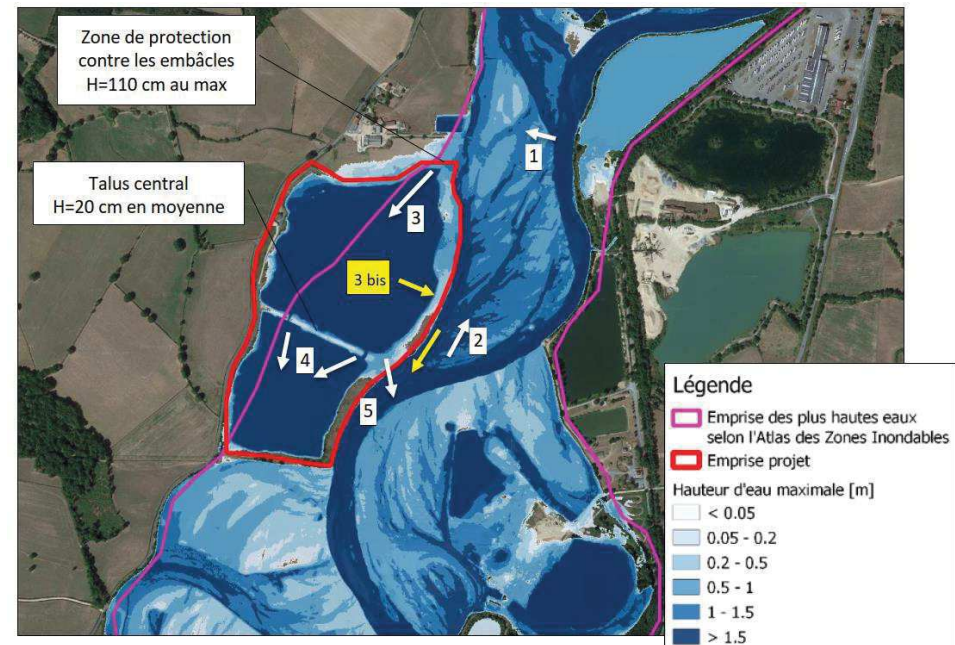 Zone de protection
contre les embâcles
H=110 cm au max
Talus central
H=20 cm en moyenne
1
3
3 bis
2
4
5
Légende
Emprise des plus hautes eaux
selon l'Atlas des Zones Inondables
Emprise projet
Hauteur d'eau maximale [m]
< 0.05
0.05 - 0.2
0.2 - 0.5
0.5 - 1
1 - 1.5
> 1.5